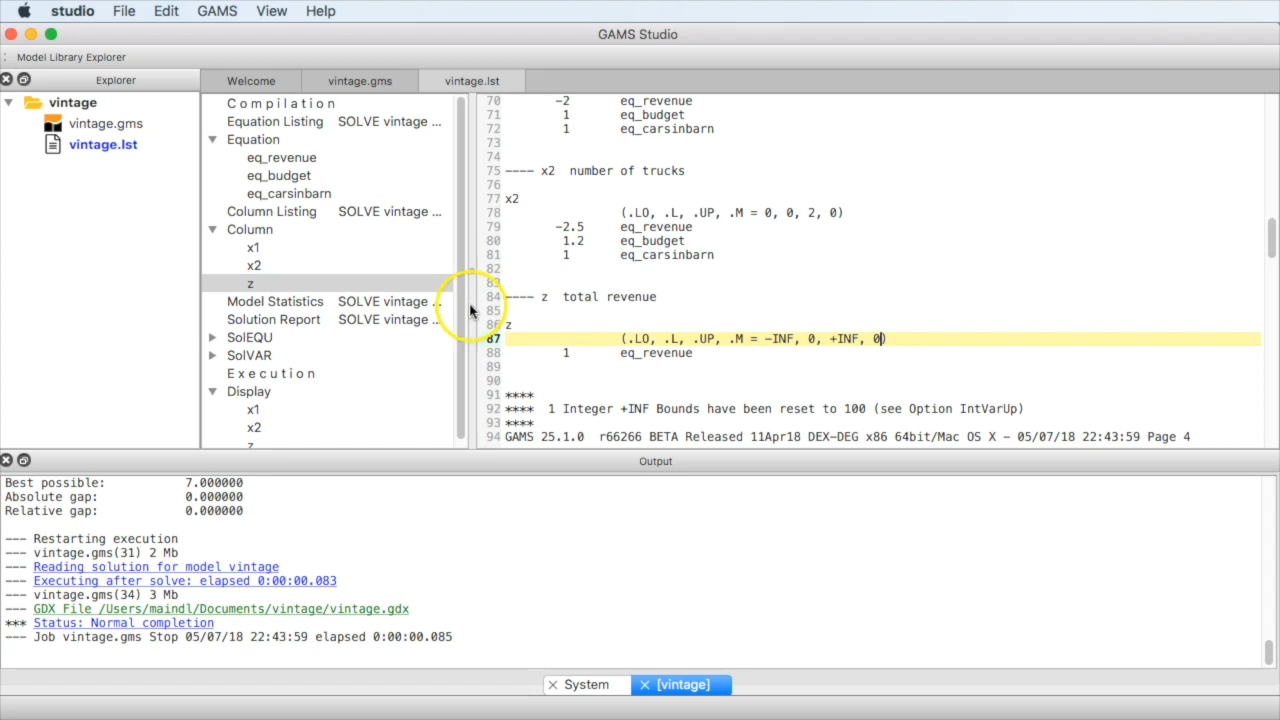 studio File Edit GAMS View Help
GAMS Studio
Model Library Explorer
Explorer
vintage
vintage.gms
vintage.lst
Welcome vintage.gms vintage.lst
Compilation
Equation Listing SOLVE vintage ...
Equation
eq_revenue
eq_budget
eq_carsinbarn
Column Listing SOLVE vintage ...
Column
x1
x2
z
Model Statistics SOLVE vintage ...
Solution Report SOLVE vintage ...
SolEQU
SolVAR
Execution
Display
x1
x2
z
70 -2 eq_revenue
71 1 eq_budget
72 1 eq_carsinbarn
73
74
75 ---- x2 number of trucks
76
77 x2
78 (.LO, .L, .UP, .M = 0, 0, 2, 0)
79 -2.5 eq_revenue
80 1.2 eq_budget
81 1 eq_carsinbarn
82
83
84 ---- z total revenue
85
86 z
87 (.LO, .L, .UP, .M = -INF, 0, +INF, 0)
88 1 eq_revenue
89
90
91 ****
92 **** 1 Integer +INF Bounds have been reset to 100 (see Option IntVarUp)
93 ****
94 GAMS 25.1.0 r66266 BETA Released 11Apr18 DEX-DEG x86 64bit/Mac OS X - 05/07/18 22:43:59 Page 4
Output
Best possible: 7.000000
Absolute gap: 0.000000
Relative gap: 0.000000
--- Restarting execution
--- vintage.gms(31) 2 Mb
--- Reading solution for model vintage
--- Executing after solve: elapsed 0:00:00.083
--- vintage.gms(34) 3 Mb
--- GDX File /Users/maindl/Documents/vintage/vintage.gdx
*** Status: Normal completion
--- Job vintage.gms Stop 05/07/18 22:43:59 elapsed 0:00:00.085
System [vintage]